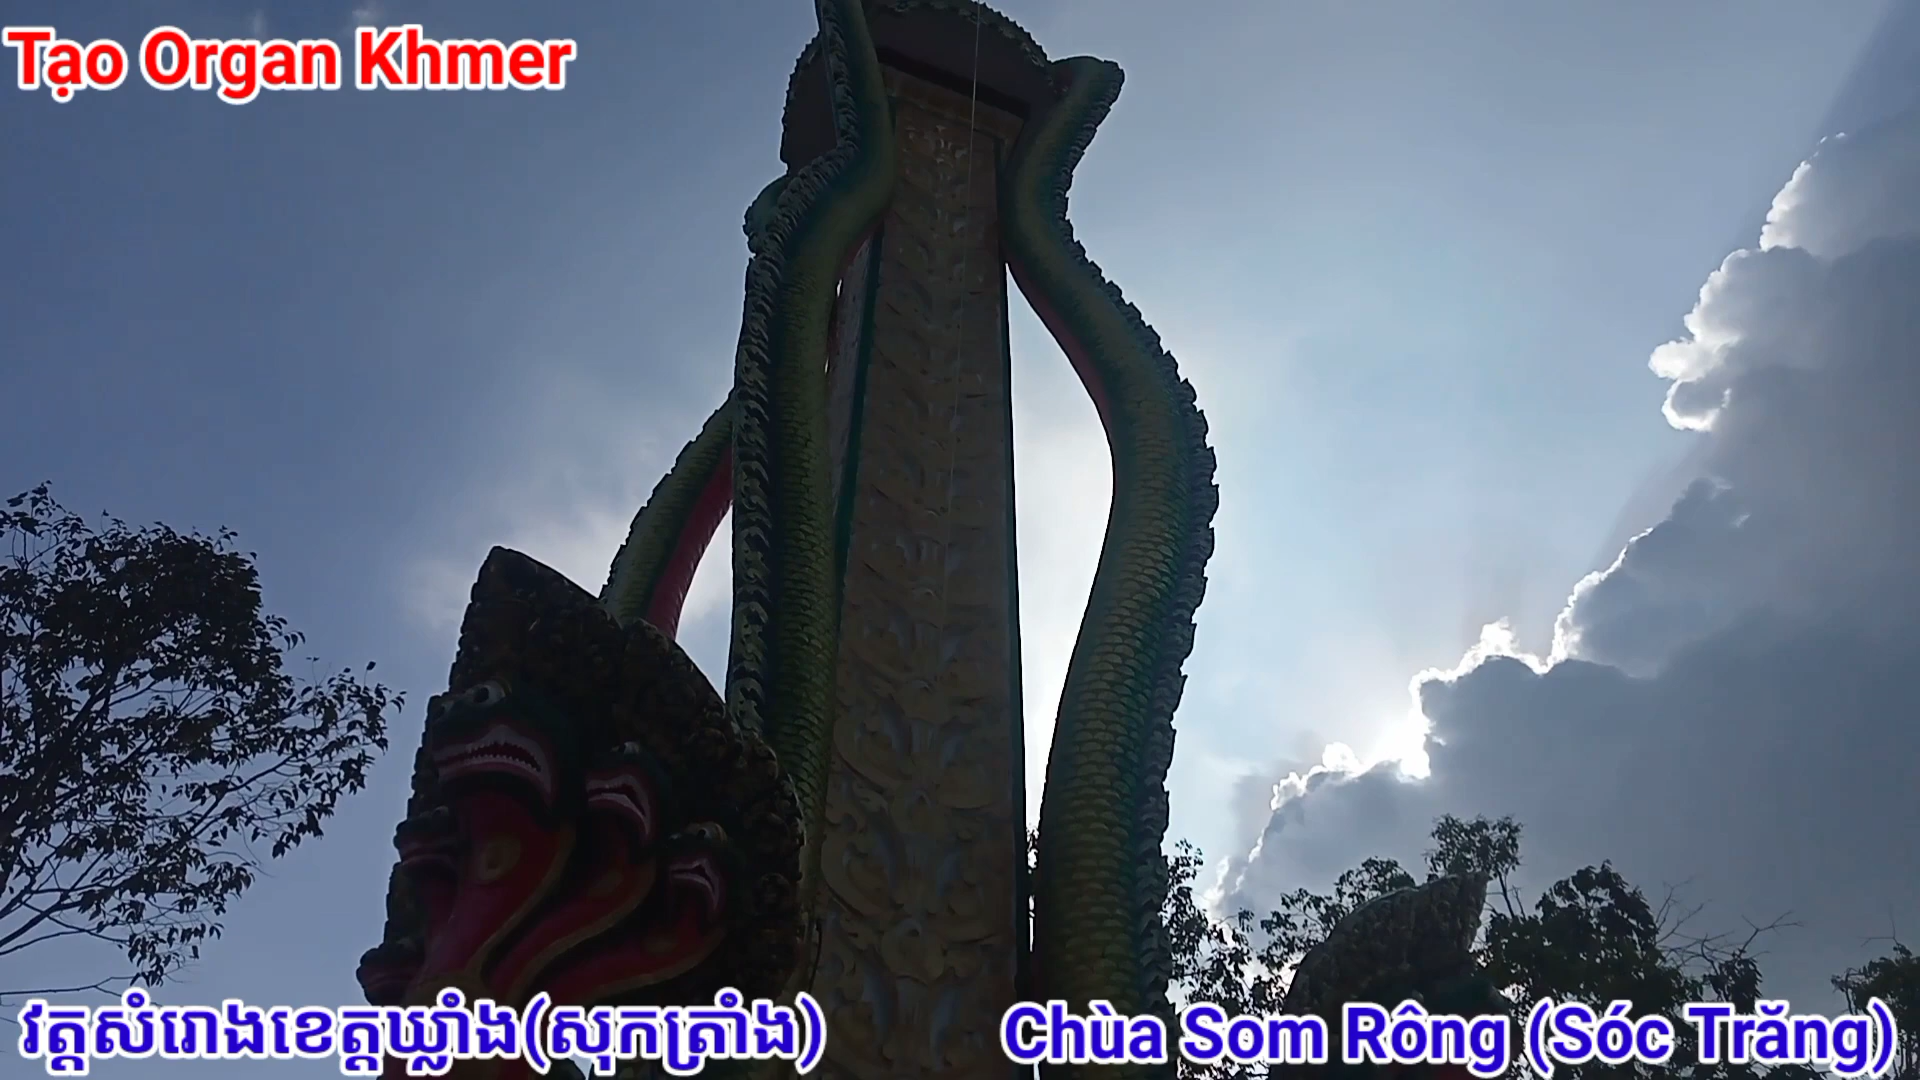 Tạo Organ Khmer
វត្តសំរោងខេត្តឃ្លាំង(សុកត្រាំង)
Chùa Som Rông (Sóc Trăng)